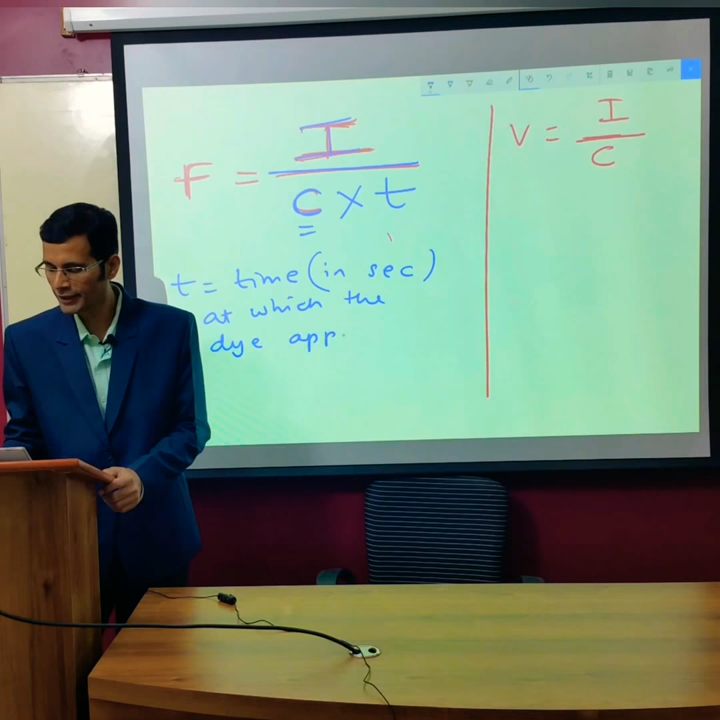 F = I / C × t
t = time (in sec)
at which the
dye app.
V = I / C